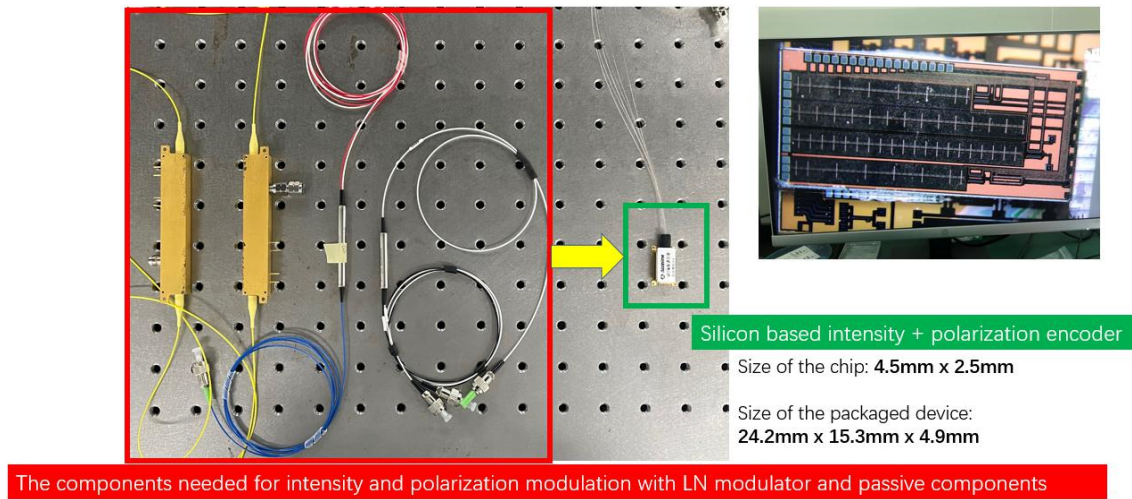 Silicon based intensity + polarization encoder
Size of the chip: 4.5mm x 2.5mm
Size of the packaged device:
24.2mm x 15.3mm x 4.9mm
The components needed for intensity and polarization modulation with LN modulator and passive components